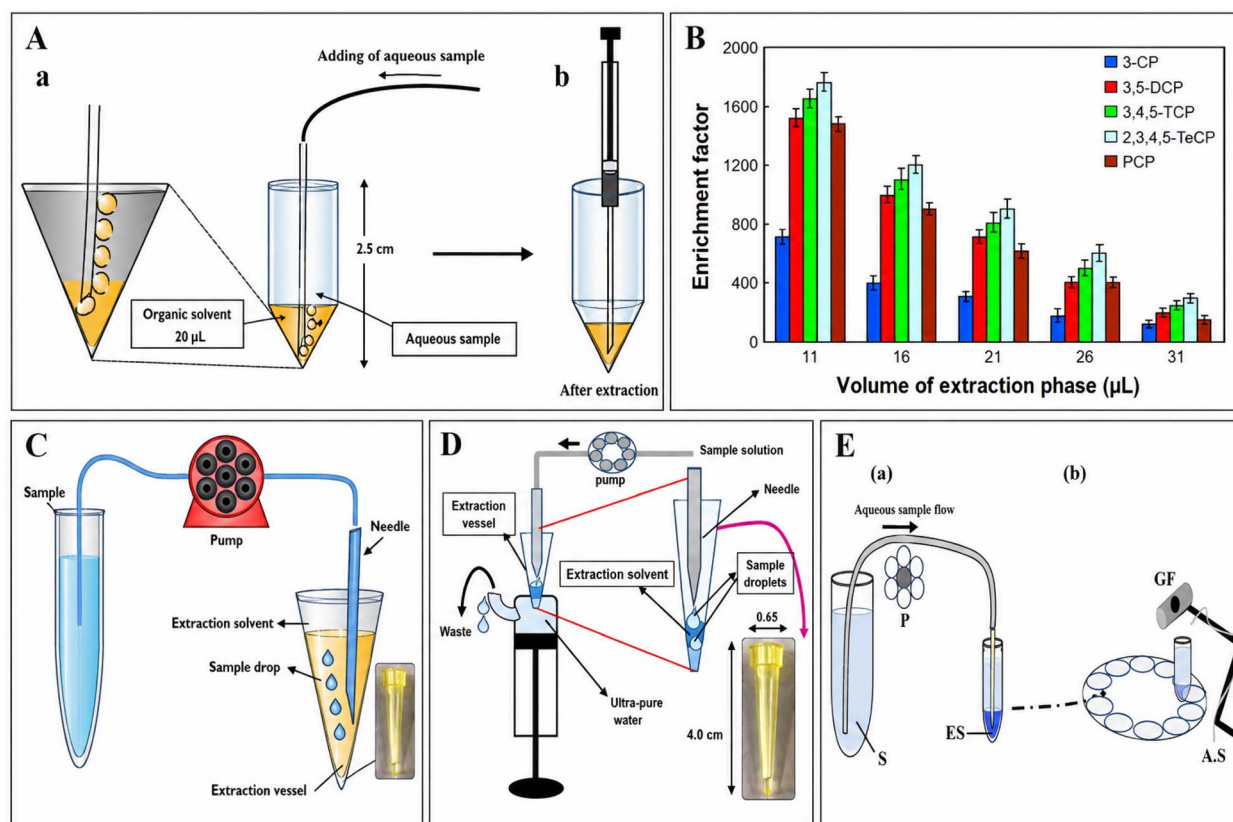 A
a
Adding of aqueous sample
b
2.5 cm
Organic solvent
20 µL
Aqueous sample
After extraction
B
Enrichment factor
2000
1600
1200
800
400
0
3-CP
3,5-DCP
3,4,5-TCP
2,3,4,5-TeCP
PCP
11
16
21
26
31
Volume of extraction phase (µL)
C
Sample
Pump
Needle
Extraction solvent
Sample drop
Extraction vessel
D
pump
Sample solution
Extraction
vessel
Needle
Extraction solvent
Sample
droplets
Waste
Ultra-pure
water
0.65
4.0 cm
E
(a)
(b)
Aqueous sample flow
P
GF
S
ES
A.S